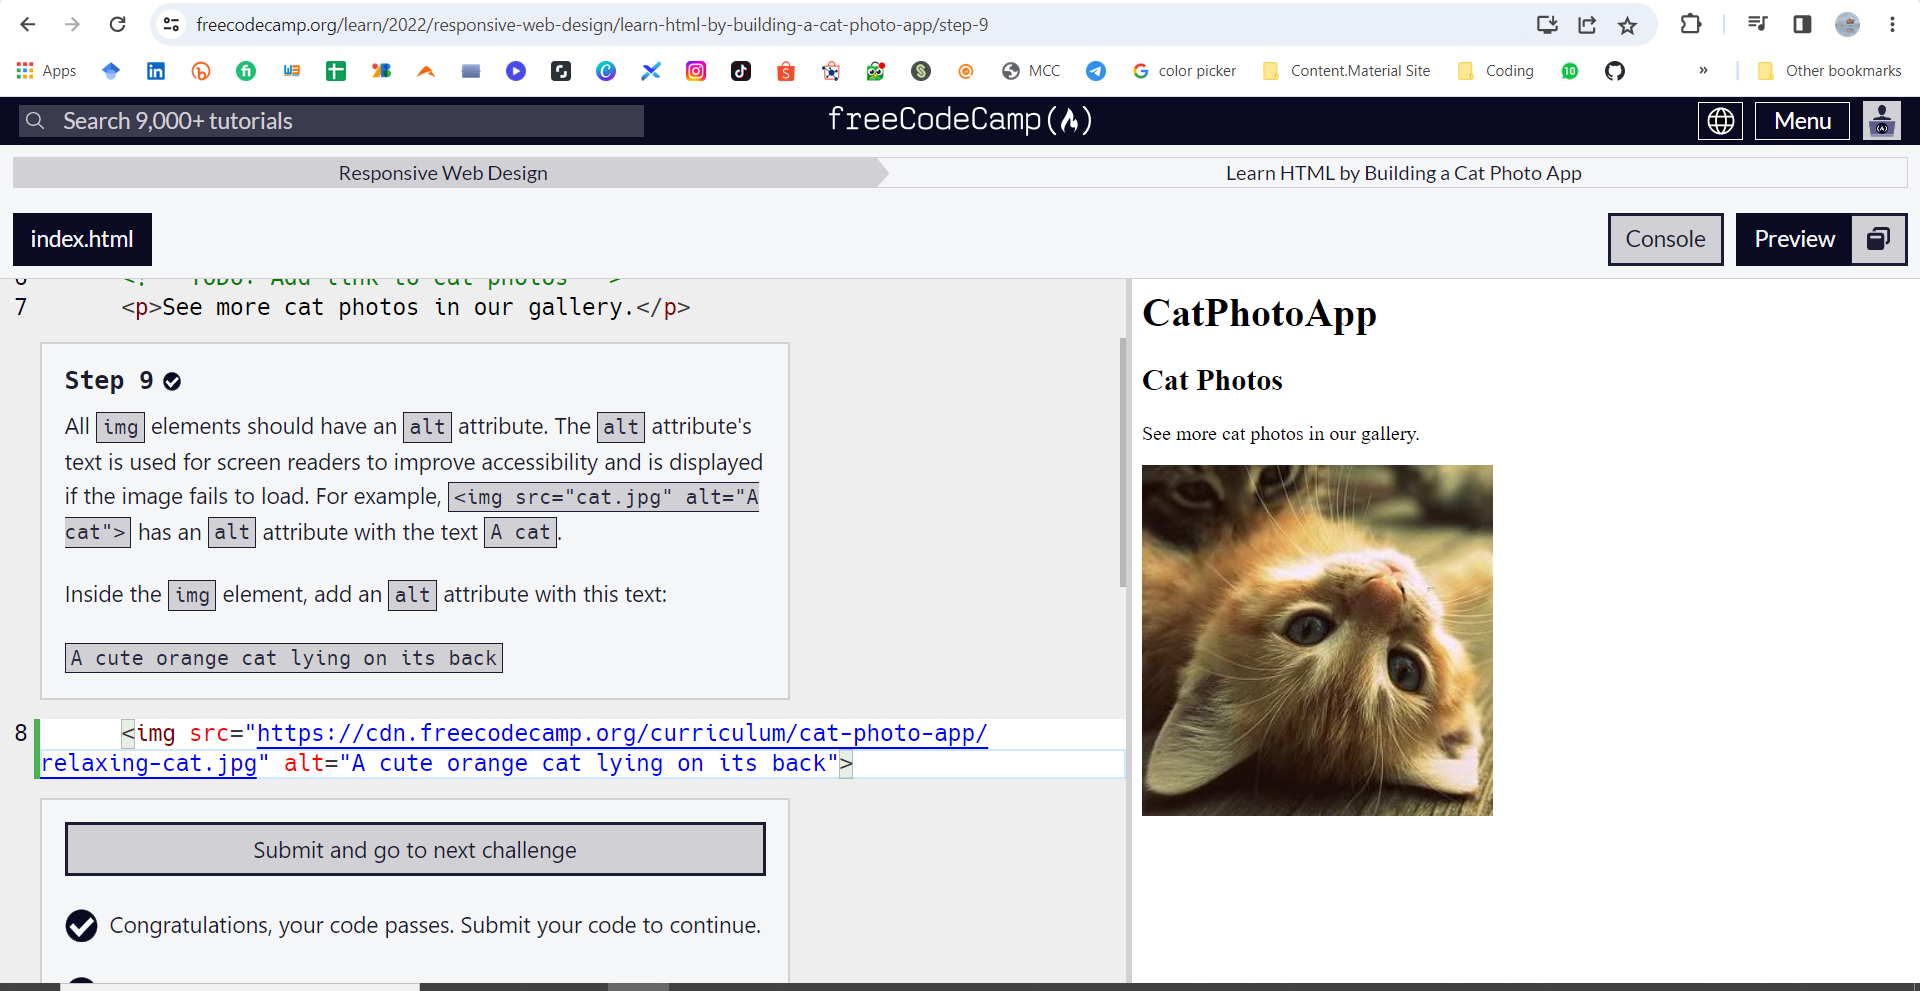 freecodecamp.org/learn/2022/responsive-web-design/learn-html-by-building-a-cat-photo-app/step-9
Apps MCC color picker Content.Material Site Coding 10 » Other bookmarks
Search 9,000+ tutorials freeCodeCamp Menu
Responsive Web Design Learn HTML by Building a Cat Photo App
index.html Console Preview
7 <p>See more cat photos in our gallery.</p>
Step 9
All img elements should have an alt attribute. The alt attribute's
text is used for screen readers to improve accessibility and is displayed
if the image fails to load. For example, <img src="cat.jpg" alt="A
cat"> has an alt attribute with the text A cat.
Inside the img element, add an alt attribute with this text:
A cute orange cat lying on its back
8 <img src="https://cdn.freecodecamp.org/curriculum/cat-photo-app/
relaxing-cat.jpg" alt="A cute orange cat lying on its back">
Submit and go to next challenge
Congratulations, your code passes. Submit your code to continue.
CatPhotoApp
Cat Photos
See more cat photos in our gallery.